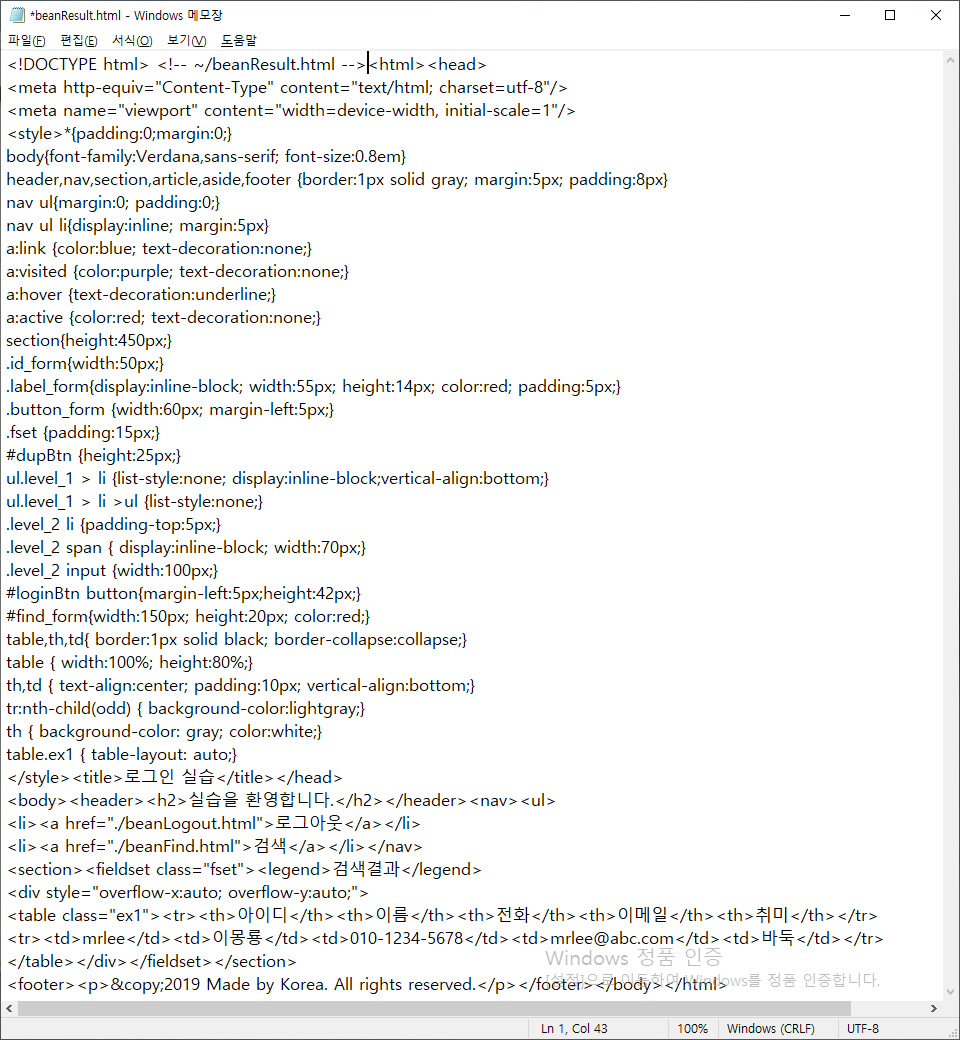 *beanResult.html - Windows 메모장
파일(F) 편집(E) 서식(O) 보기(V) 도움말
<!DOCTYPE html> <!-- ~/beanResult.html --><html><head>
<meta http-equiv="Content-Type" content="text/html; charset=utf-8"/>
<meta name="viewport" content="width=device-width, initial-scale=1"/>
<style>*{padding:0;margin:0;}
body{font-family:Verdana,sans-serif; font-size:0.8em}
header,nav,section,article,aside,footer {border:1px solid gray; margin:5px; padding:8px}
nav ul{margin:0; padding:0;}
nav ul li{display:inline; margin:5px}
a:link {color:blue; text-decoration:none;}
a:visited {color:purple; text-decoration:none;}
a:hover {text-decoration:underline;}
a:active {color:red; text-decoration:none;}
section{height:450px;}
.id_form{width:50px;}
.label_form{display:inline-block; width:55px; height:14px; color:red; padding:5px;}
.button_form {width:60px; margin-left:5px;}
.fset {padding:15px;}
#dupBtn {height:25px;}
ul.level_1 > li {list-style:none; display:inline-block;vertical-align:bottom;}
ul.level_1 > li >ul {list-style:none;}
.level_2 li {padding-top:5px;}
.level_2 span { display:inline-block; width:70px;}
.level_2 input {width:100px;}
#loginBtn button{margin-left:5px;height:42px;}
#find_form{width:150px; height:20px; color:red;}
table,th,td{ border:1px solid black; border-collapse:collapse;}
table { width:100%; height:80%;}
th,td { text-align:center; padding:10px; vertical-align:bottom;}
tr:nth-child(odd) { background-color:lightgray;}
th { background-color: gray; color:white;}
table.ex1 { table-layout: auto;}
</style><title>로그인 실습</title></head>
<body><header><h2>실습을 환영합니다.</h2></header><nav><ul>
<li><a href="./beanLogout.html">로그아웃</a></li>
<li><a href="./beanFind.html">검색</a></li></nav>
<section><fieldset class="fset"><legend>검색결과</legend>
<div style="overflow-x:auto; overflow-y:auto;">
<table class="ex1"><tr><th>아이디</th><th>이름</th><th>전화</th><th>이메일</th><th>취미</th></tr>
<tr><td>mrlee</td><td>이몽룡</td><td>010-1234-5678</td><td>mrlee@abc.com</td><td>바둑</td></tr>
</table></div></fieldset></section>
Windows 정품 인증
<footer><p>&copy;2019 Made by Korea. All rights reserved.</p></footer></body></html>
[설정]으로 이동하여 Windows를 정품 인증합니다.
Ln 1, Col 43 100% Windows (CRLF) UTF-8